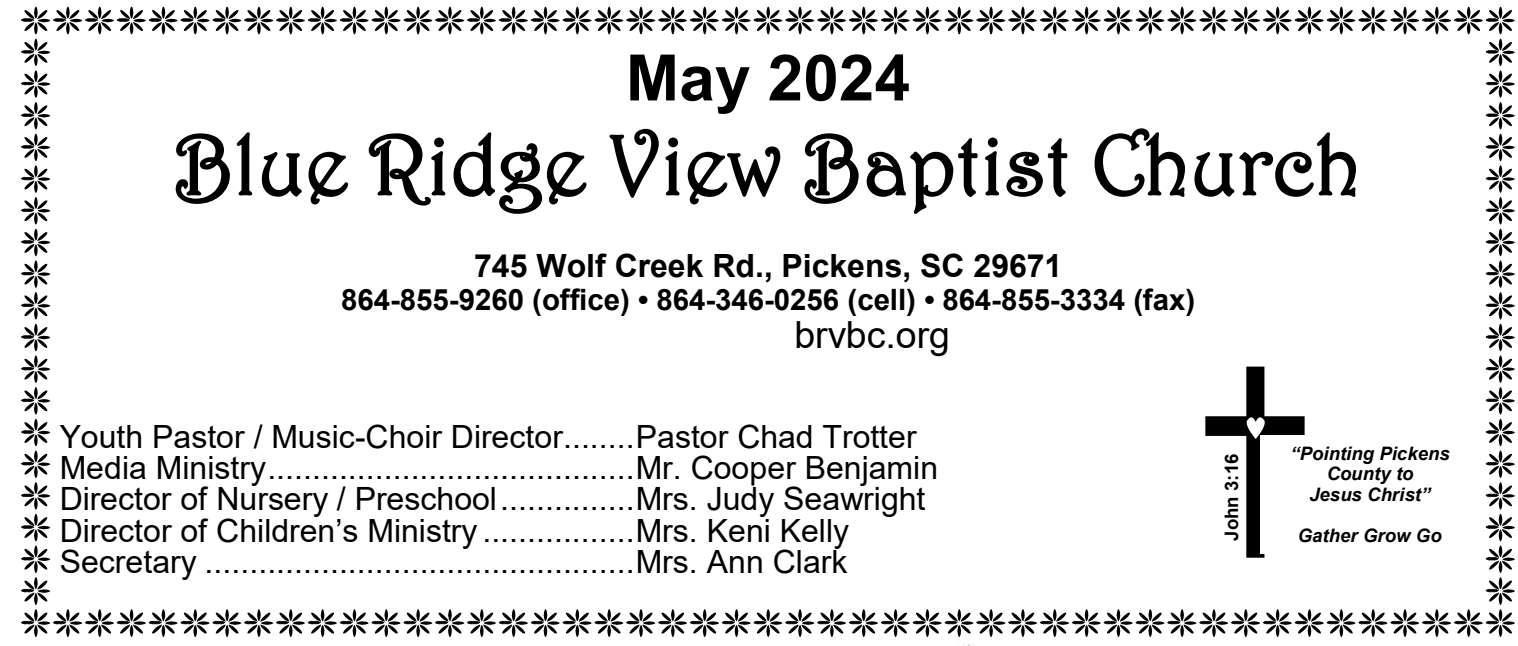 May 2024
Blue Ridge View Baptist Church
745 Wolf Creek Rd., Pickens, SC 29671
864-855-9260 (office) • 864-346-0256 (cell) • 864-855-3334 (fax)
brvbc.org
Youth Pastor / Music-Choir Director........Pastor Chad Trotter
Media Ministry.........................................Mr. Cooper Benjamin
Director of Nursery / Preschool...............Mrs. Judy Seawright
Director of Children’s Ministry.................Mrs. Keni Kelly
Secretary ................................................Mrs. Ann Clark
John 3:16
“Pointing Pickens
County to
Jesus Christ”
Gather Grow Go